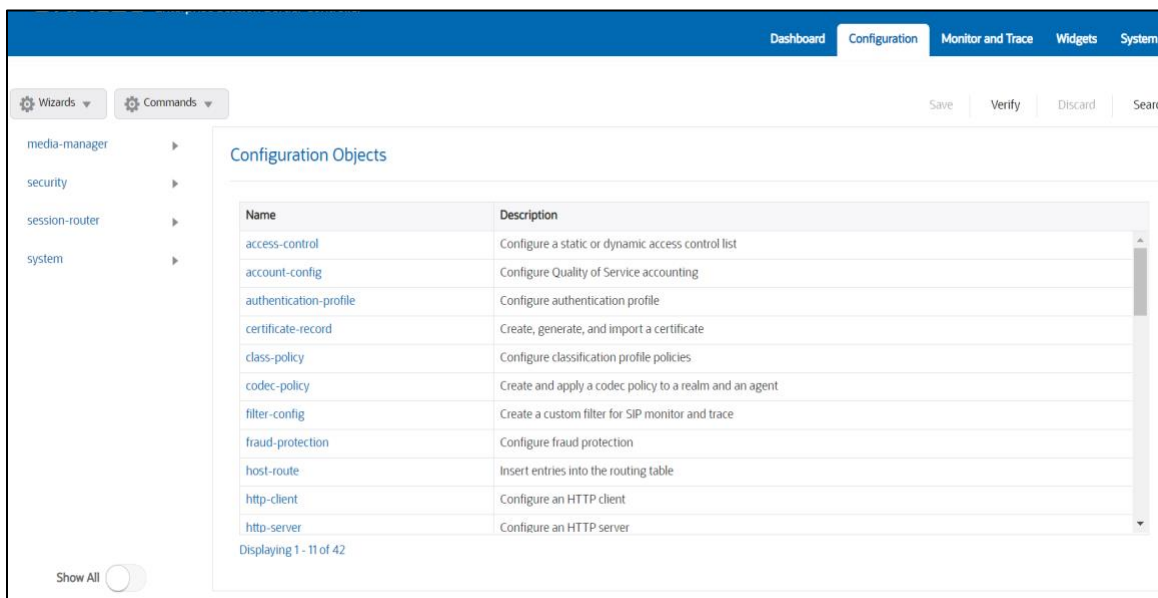 Dashboard Configuration Monitor and Trace Widgets System
Wizards Commands Save Verify Discard
media-manager
security
session-router
system
Configuration Objects
Name Description
access-control Configure a static or dynamic access control list
account-config Configure Quality of Service accounting
authentication-profile Configure authentication profile
certificate-record Create, generate, and import a certificate
class-policy Configure classification profile policies
codec-policy Create and apply a codec policy to a realm and an agent
filter-config Create a custom filter for SIP monitor and trace
fraud-protection Configure fraud protection
host-route Insert entries into the routing table
http-client Configure an HTTP client
http-server Configure an HTTP server
Displaying 1 - 11 of 42
Show All